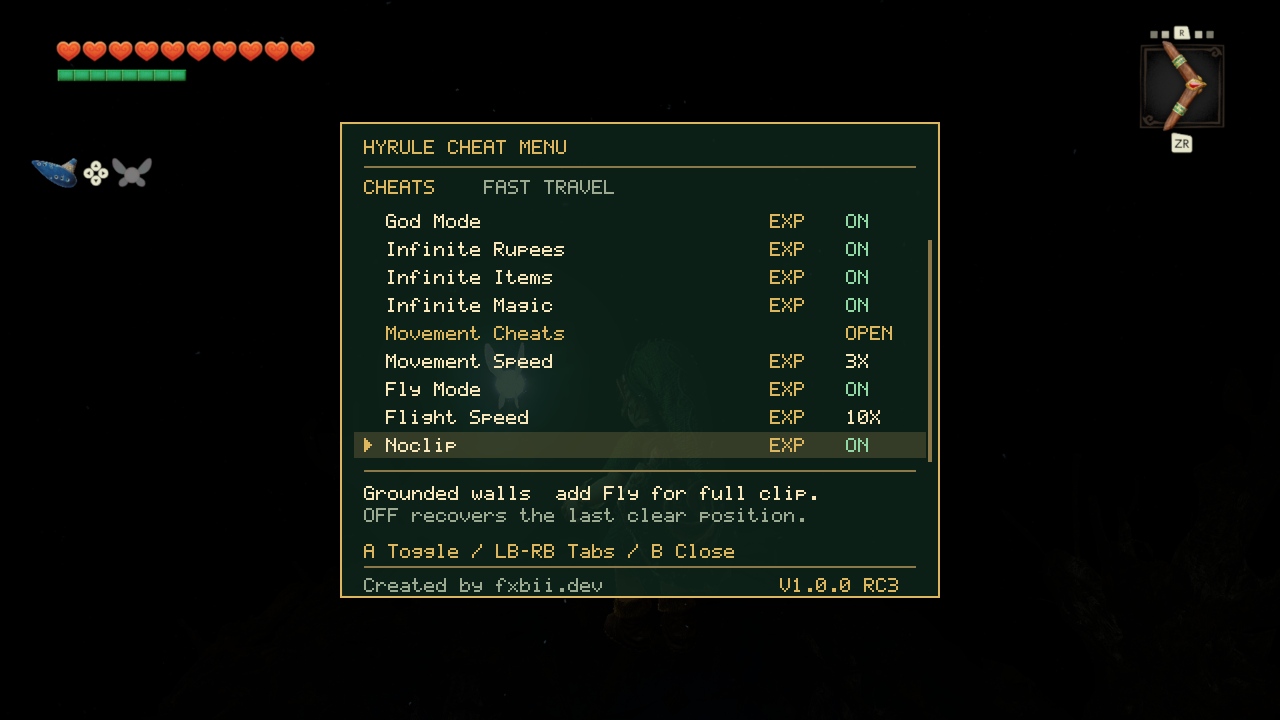 R
ZR
HYRULE CHEAT MENU
CHEATS FAST TRAVEL
God Mode EXP ON
Infinite Rupees EXP ON
Infinite Items EXP ON
Infinite Magic EXP ON
Movement Cheats OPEN
Movement Speed EXP 3X
Fly Mode EXP ON
Flight Speed EXP 10X
Noclip EXP ON
Grounded walls add Fly for full clip.
OFF recovers the last clear position.
A Toggle / LB-RB Tabs / B Close
Created by fxbii.dev V1.0.0 RC3